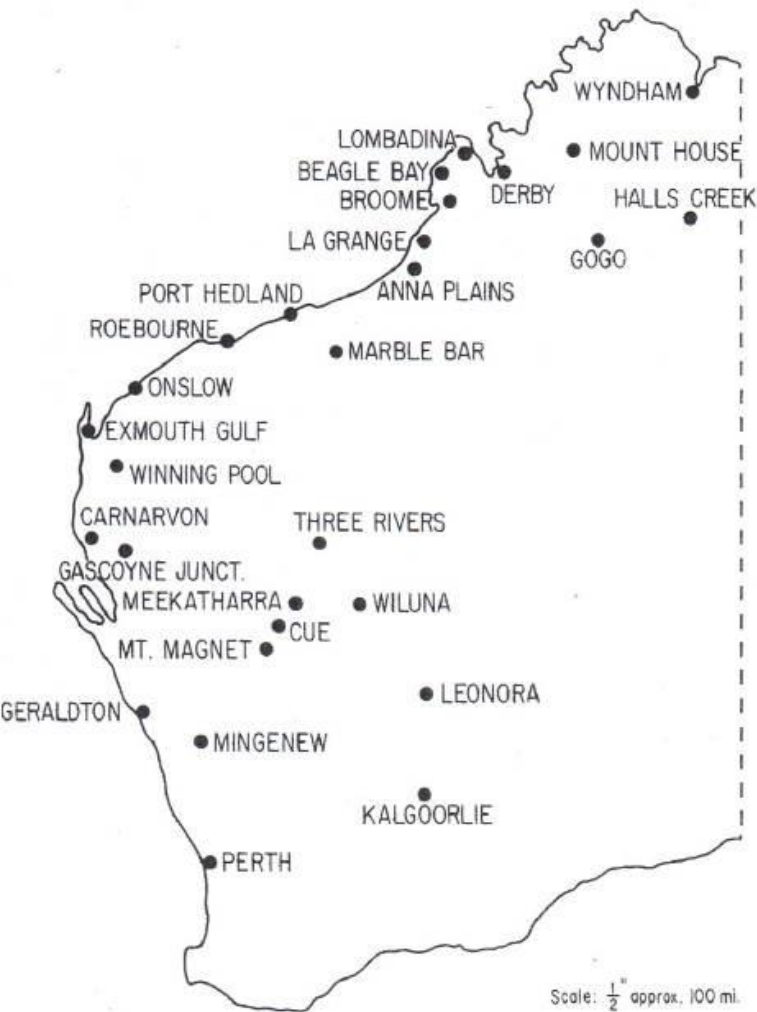 WYNDHAM
LOMBADINA
MOUNT HOUSE
BEAGLE BAY
DERBY
HALLS CREEK
BROOME
LA GRANGE
GOGO
ANNA PLAINS
PORT HEDLAND
ROEBOURNE
MARBLE BAR
ONSLOW
EXMOUTH GULF
WINNING POOL
CARNARVON
THREE RIVERS
GASCOYNE JUNCT.
MEEKATHARRA
WILUNA
CUE
MT. MAGNET
LEONORA
GERALDTON
MINGENEW
KALGOORLIE
PERTH
Scale: 1/2" approx. 100 mi.